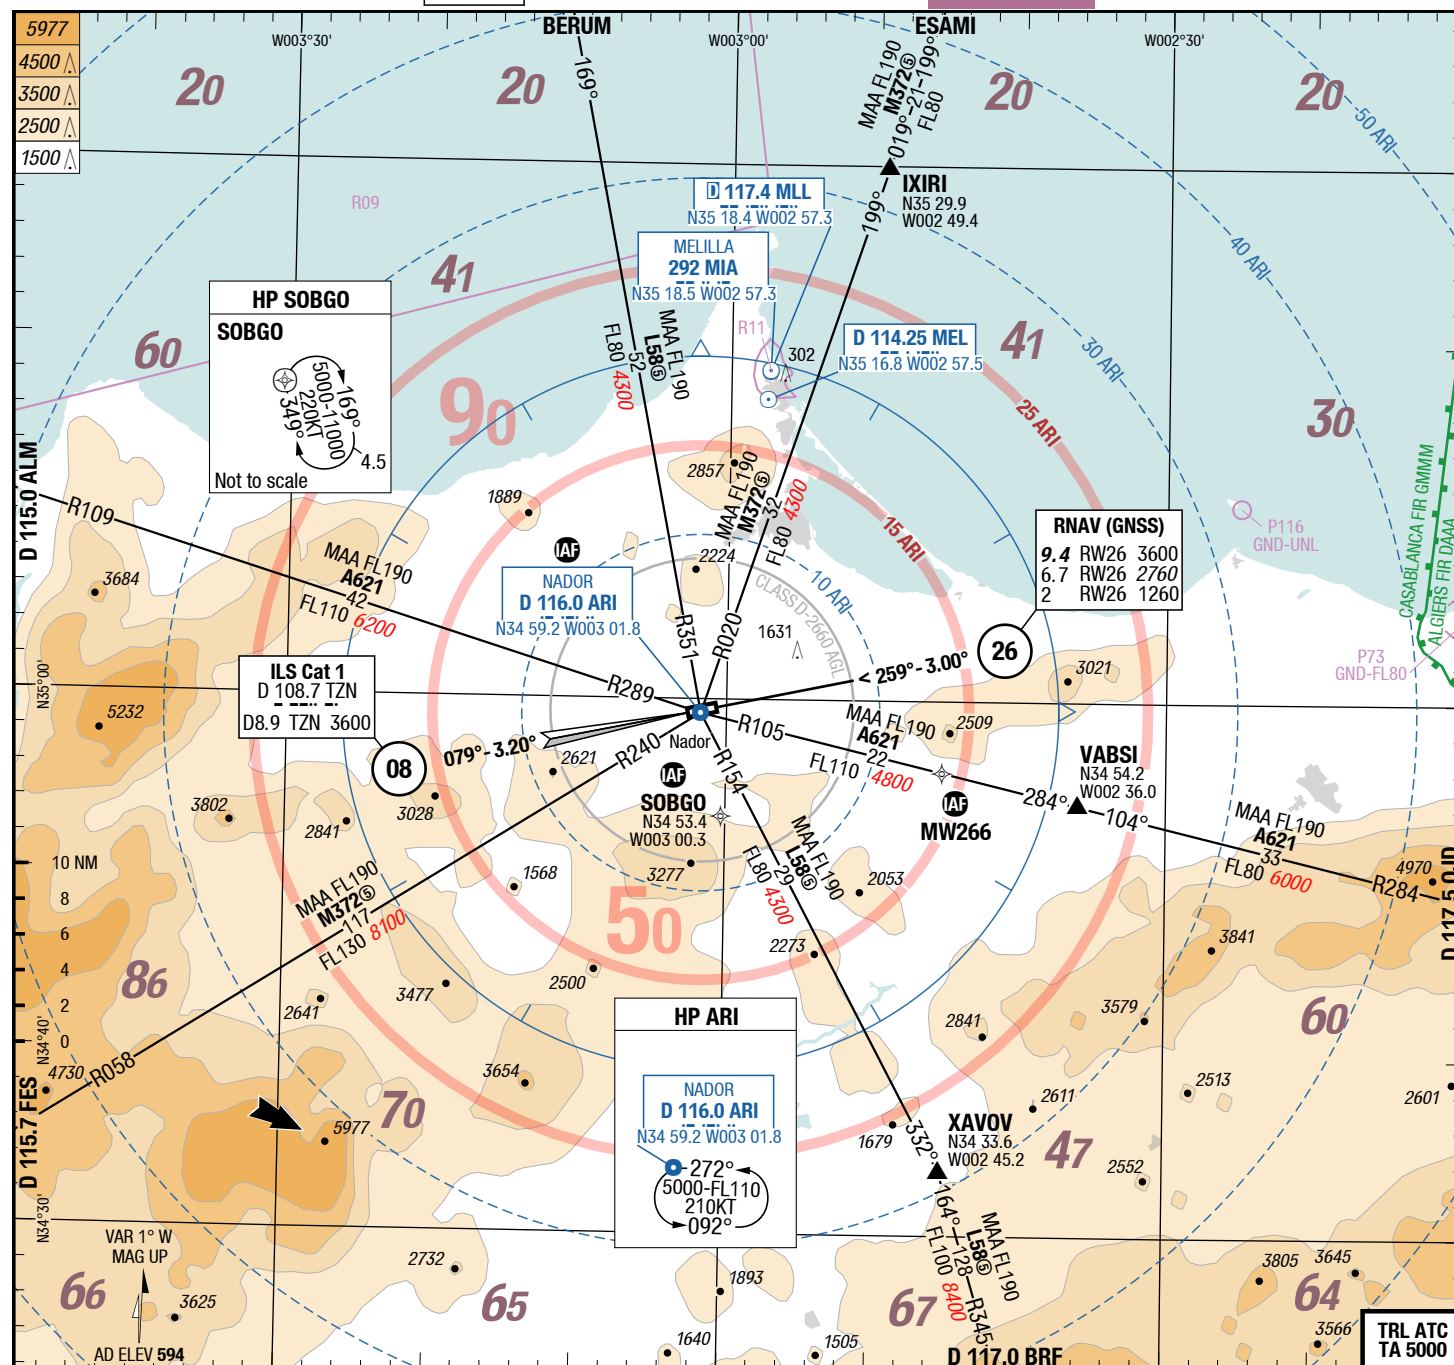 5977
4500
3500
2500
1500
W003°30'
BERUM
W003°00'
ESAMI
W002°30'
20
20
20
20
169°
MAA FL190
M372⑤
019°-21-199°
FL80
50 ARI
R09
IXIRI
N35 29.9
W002 49.4
199°
D 117.4 MLL
N35 18.4 W002 57.3
MELILLA
292 MIA
N35 18.5 W002 57.3
40 ARI
41
41
60
30
90
HP SOBGO
SOBGO
169°
5000-11000
220KT
349°
4.5
Not to scale
R11
302
D 114.25 MEL
N35 16.8 W002 57.5
30 ARI
MAA FL190
L58⑤
52
FL80 4300
25 ARI
D 115.0 ALM
R109
1889
2857
MAA FL190
M372⑤
32
FL80 4300
15 ARI
P116
GND-UNL
CASABLANCA FIR GMMM
ALGIERS FIR DAAA
RNAV (GNSS)
9.4 RW26 3600
6.7 RW26 2760
2 RW26 1260
MAA FL190
A621
42
FL110 6200
3684
IAF
NADOR
D 116.0 ARI
N34 59.2 W003 01.8
2224
CLASS D-2660 AGL
10 ARI
1631
R351
R020
26
P73
GND-FL80
N35°00'
ILS Cat 1
D 108.7 TZN
D8.9 TZN 3600
R289
< 259°- 3.00°
3021
5232
08
079°- 3.20°
2621
R240
Nador
R105
R154
MAA FL190
A621
22
FL110 4800
2509
VABSI
N34 54.2
W002 36.0
284°
104°
IAF
SOBGO
N34 53.4
W003 00.3
IAF
MW266
3802
2841
3028
MAA FL190
A621
33
FL80 6000
R284
4970
D 117.5 OJD
10 NM
8
6
4
2
0
1568
3277
MAA FL190
L58⑤
29
FL80 4300
2053
MAA FL190
M372⑤
117
FL130 8100
50
2273
3841
86
3477
2500
2641
3579
60
HP ARI
2841
N34°40'
4730
R058
3654
D 115.7 FES
NADOR
D 116.0 ARI
N34 59.2 W003 01.8
272°
5000-FL110
210KT
092°
70
5977
2611
2513
2601
1679
332°
XAVOV
N34 33.6
W002 45.2
47
2552
N34°30'
VAR 1° W
MAG UP
164°
128
MAA FL190
L58⑤
FL100 8400
R345
2732
1893
3805
3645
66
3625
65
67
64
AD ELEV 594
1640
1505
D 117.0 BRF
3566
TRL ATC
TA 5000